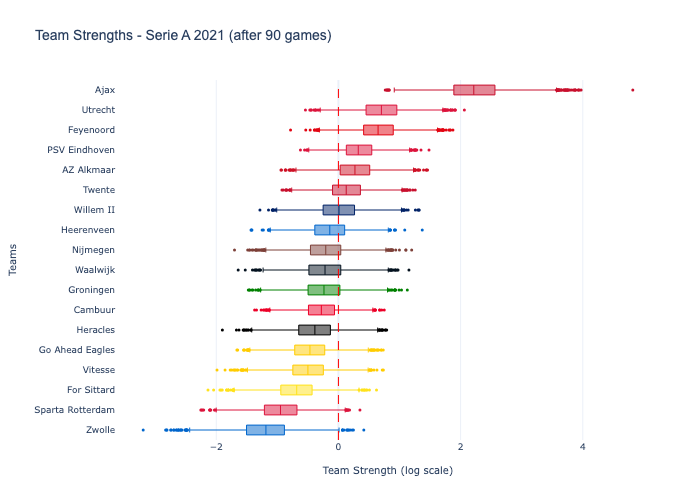 Team Strengths - Serie A 2021 (after 90 games)
Ajax
Utrecht
Feyenoord
PSV Eindhoven
AZ Alkmaar
Twente
Willem II
Heerenveen
Nijmegen
Waalwijk
Groningen
Cambuur
Heracles
Go Ahead Eagles
Vitesse
For Sittard
Sparta Rotterdam
Zwolle
Teams
−2 0 2 4
Team Strength (log scale)